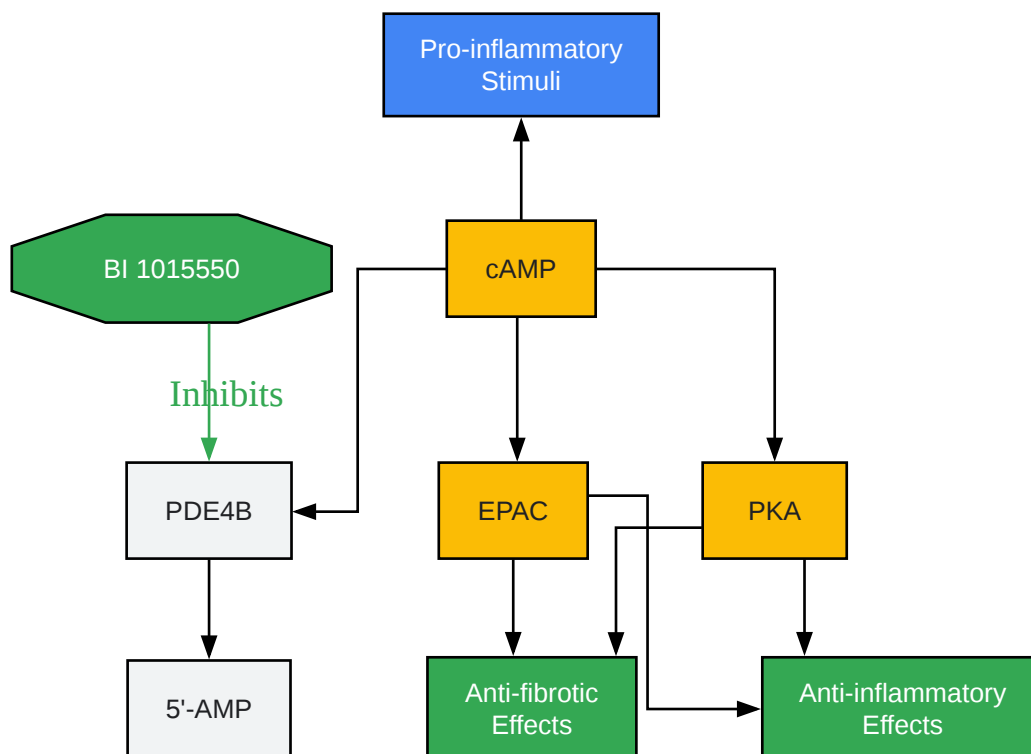 Pro-inflammatory
Stimuli
BI 1015550
cAMP
Inhibits
PDE4B
EPAC
PKA
5'-AMP
Anti-fibrotic
Effects
Anti-inflammatory
Effects